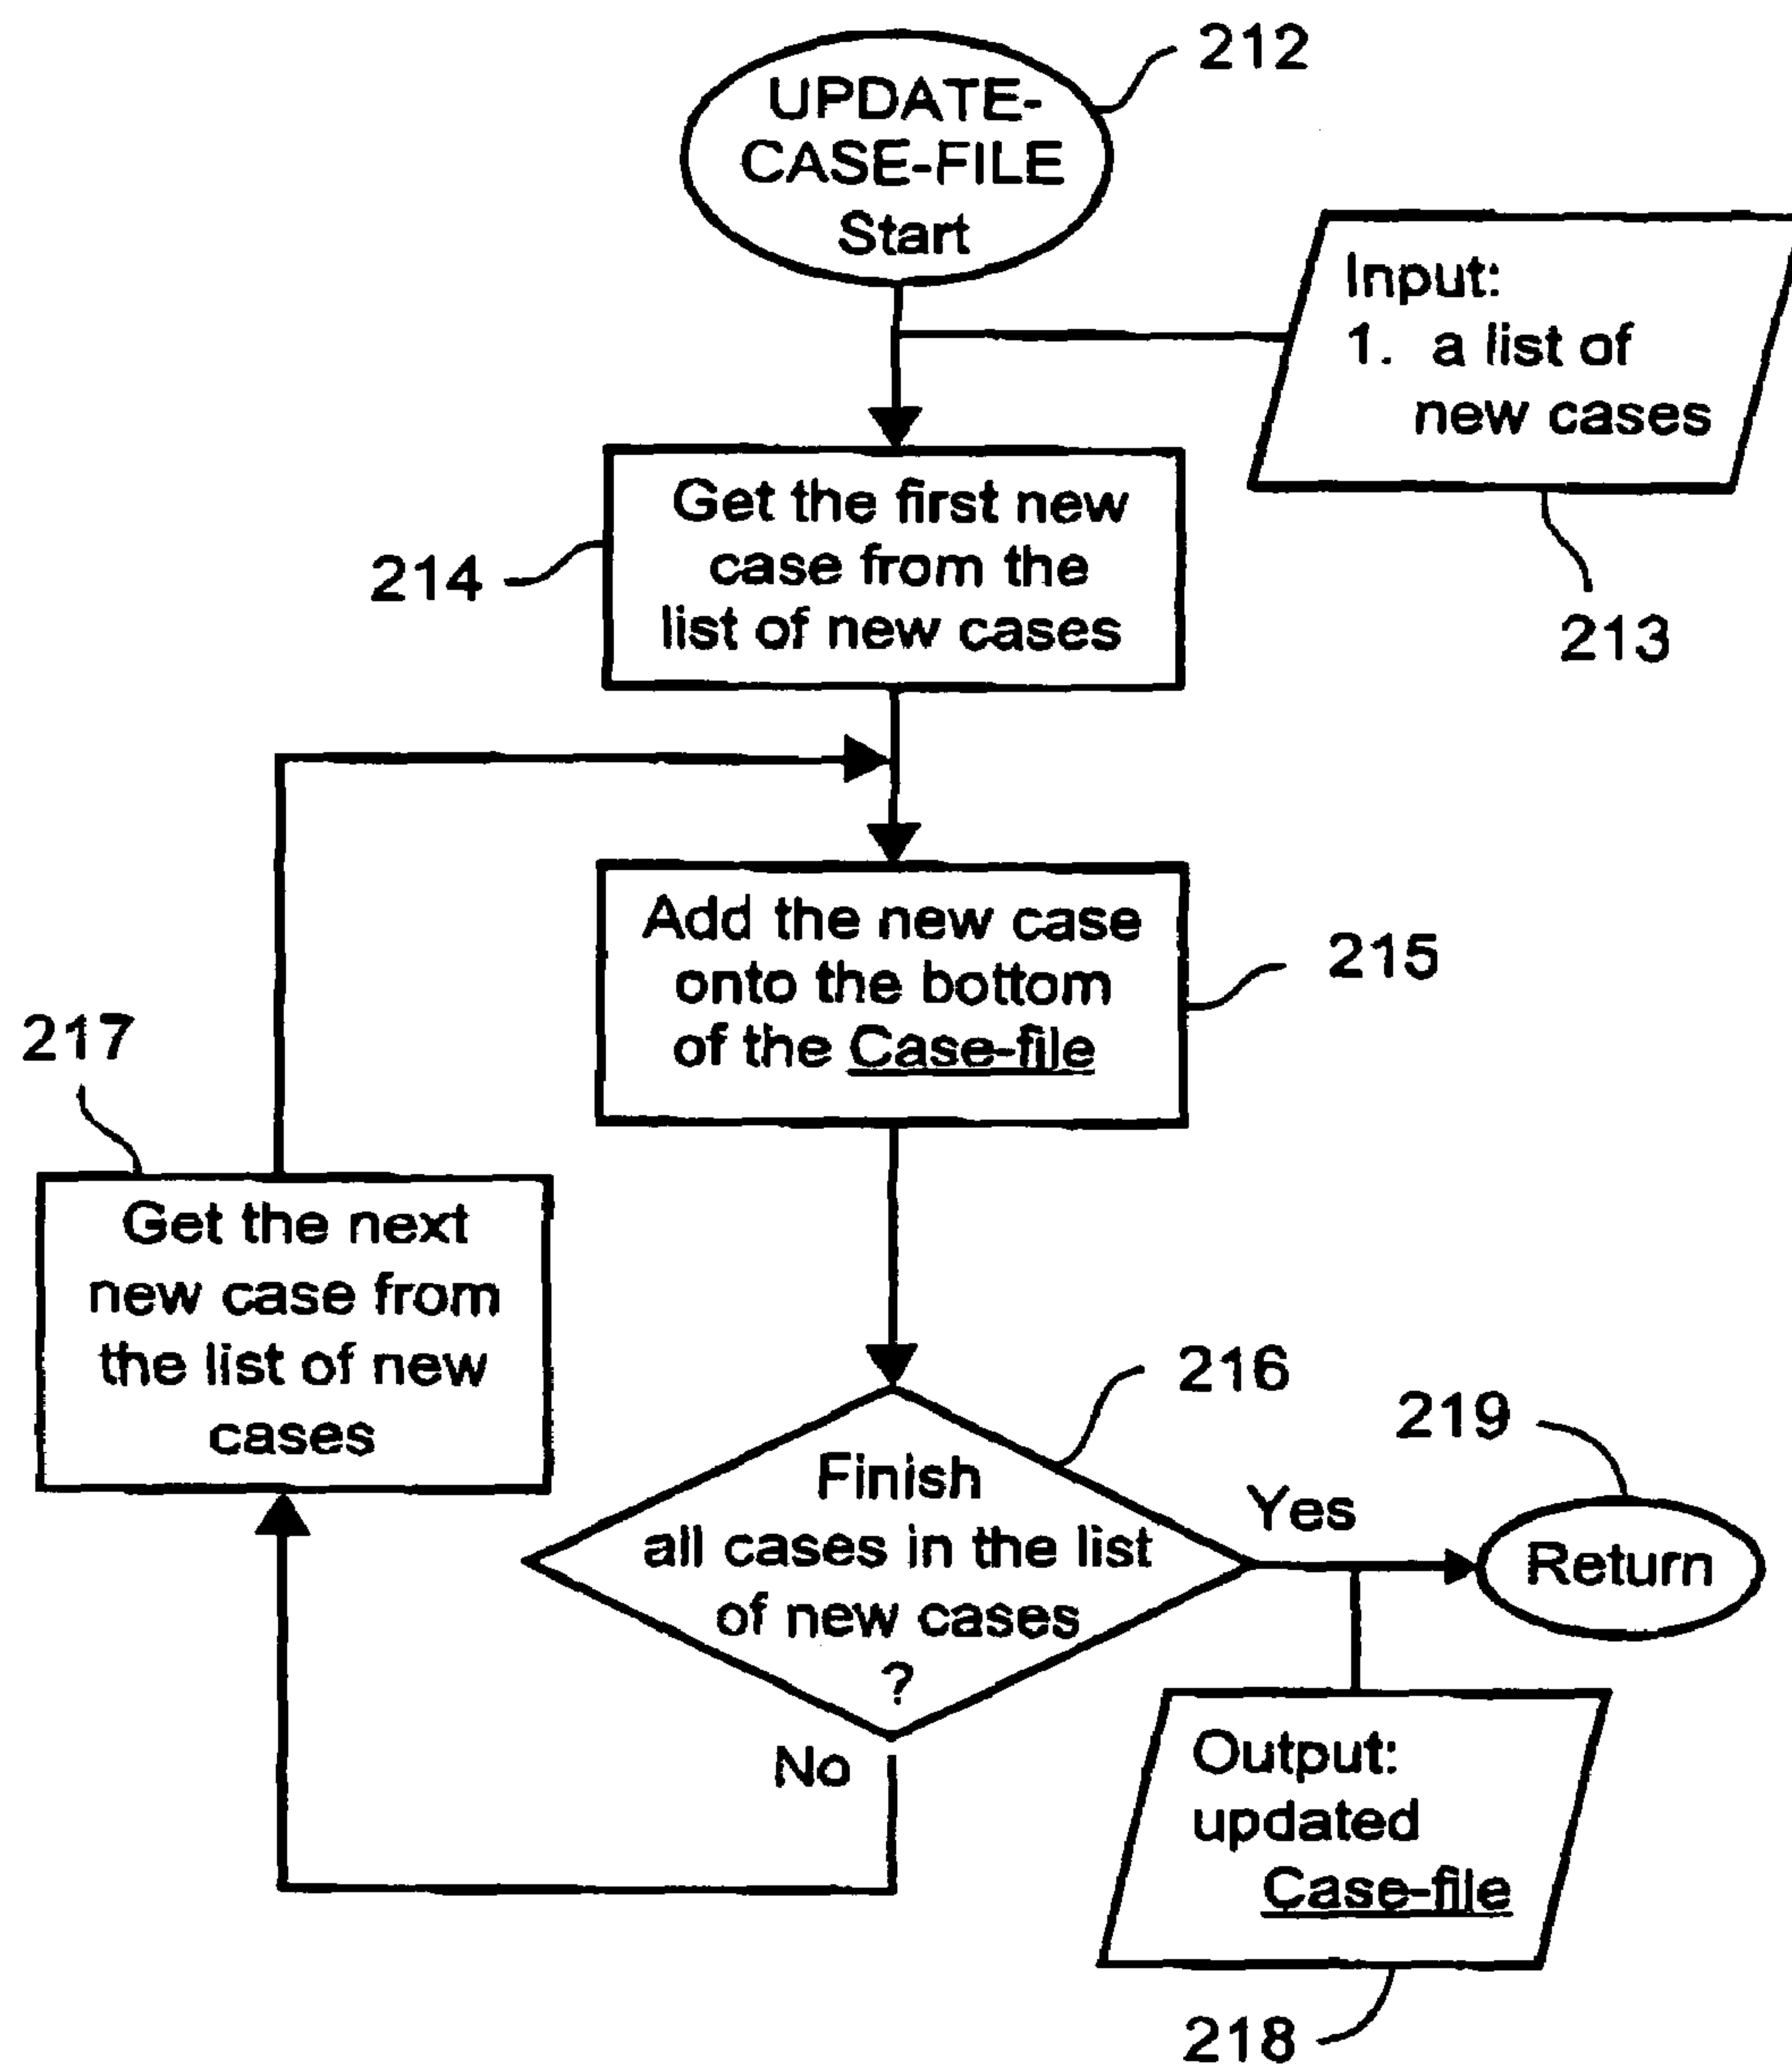 212
UPDATE-
CASE-FILE
Start
Input:
1. a list of
new cases
213
Get the first new
case from the
list of new cases
214
Add the new case
onto the bottom
of the Case-file
215
217
Get the next
new case from
the list of new
cases
216
Finish
all cases in the list
of new cases
?
Yes
219
Return
No
Output:
updated
Case-file
218